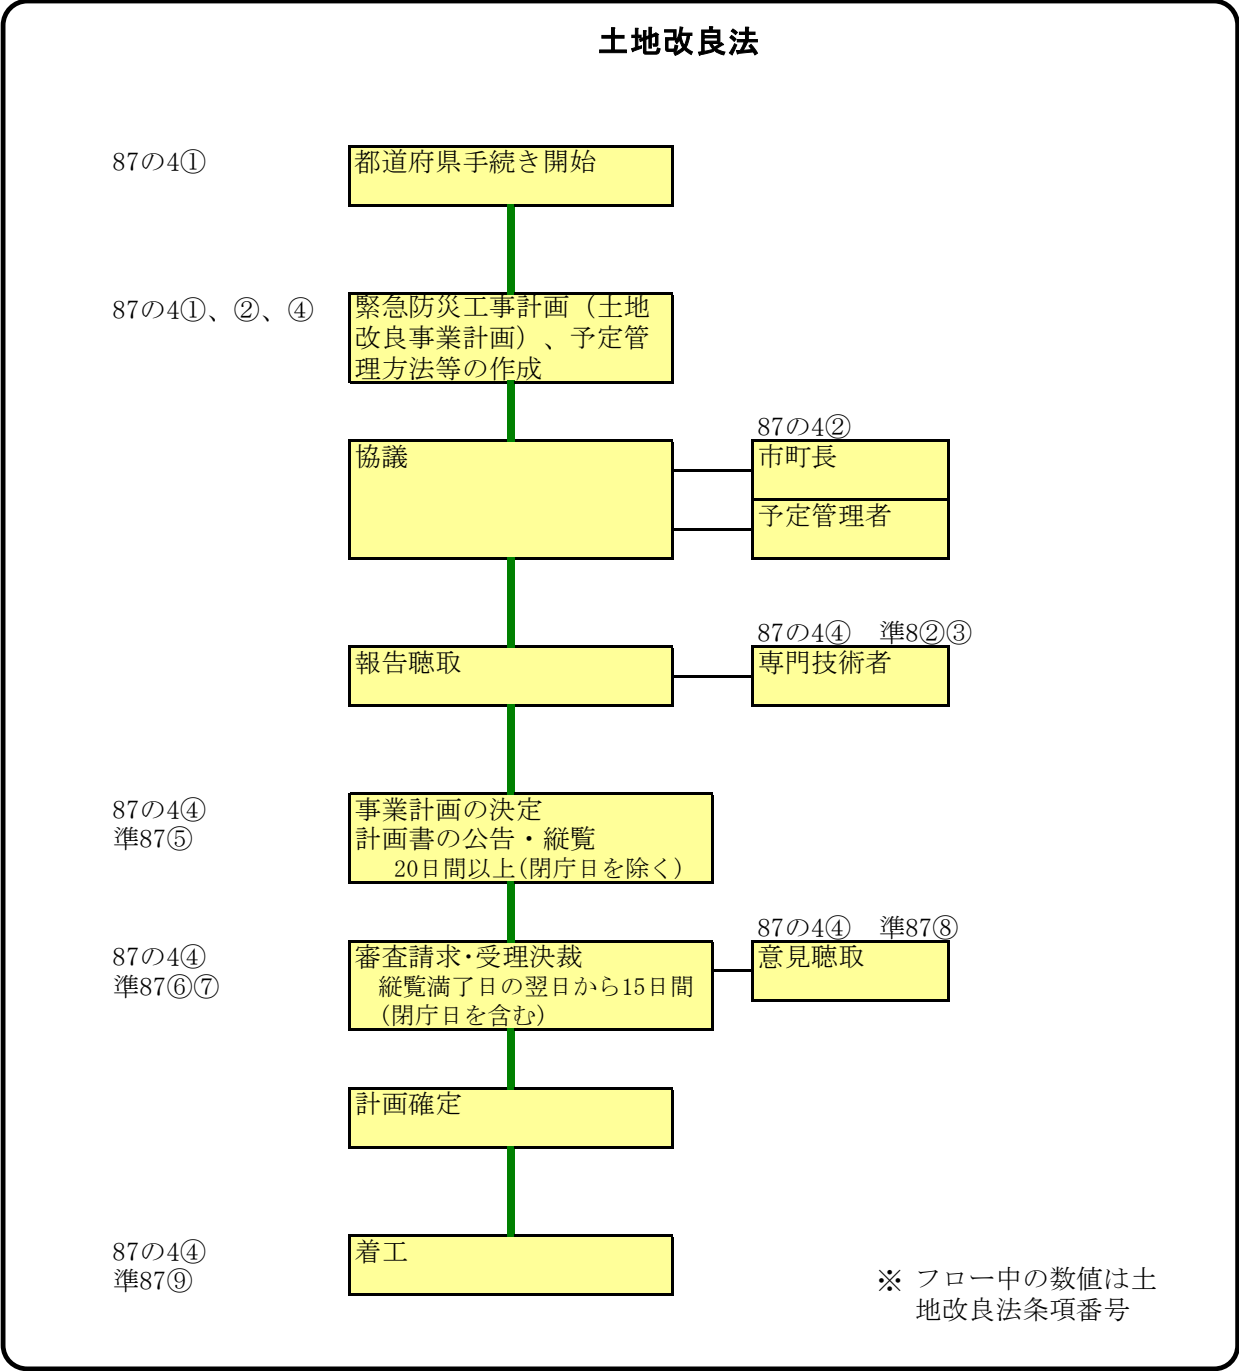 土地改良法
87の4①
都道府県手続き開始
87の4①、②、④
緊急防災工事計画（土地
改良事業計画）、予定管
理方法等の作成
87の4②
協議
市町長
予定管理者
87の4④　準8②③
報告聴取
専門技術者
87の4④
準87⑤
事業計画の決定
計画書の公告・縦覧
20日間以上(閉庁日を除く)
87の4④　準87⑧
87の4④
準87⑥⑦
審査請求･受理決裁
縦覧満了日の翌日から15日間
(閉庁日を含む)
意見聴取
計画確定
87の4④
準87⑨
着工
※ フロー中の数値は土
地改良法条項番号